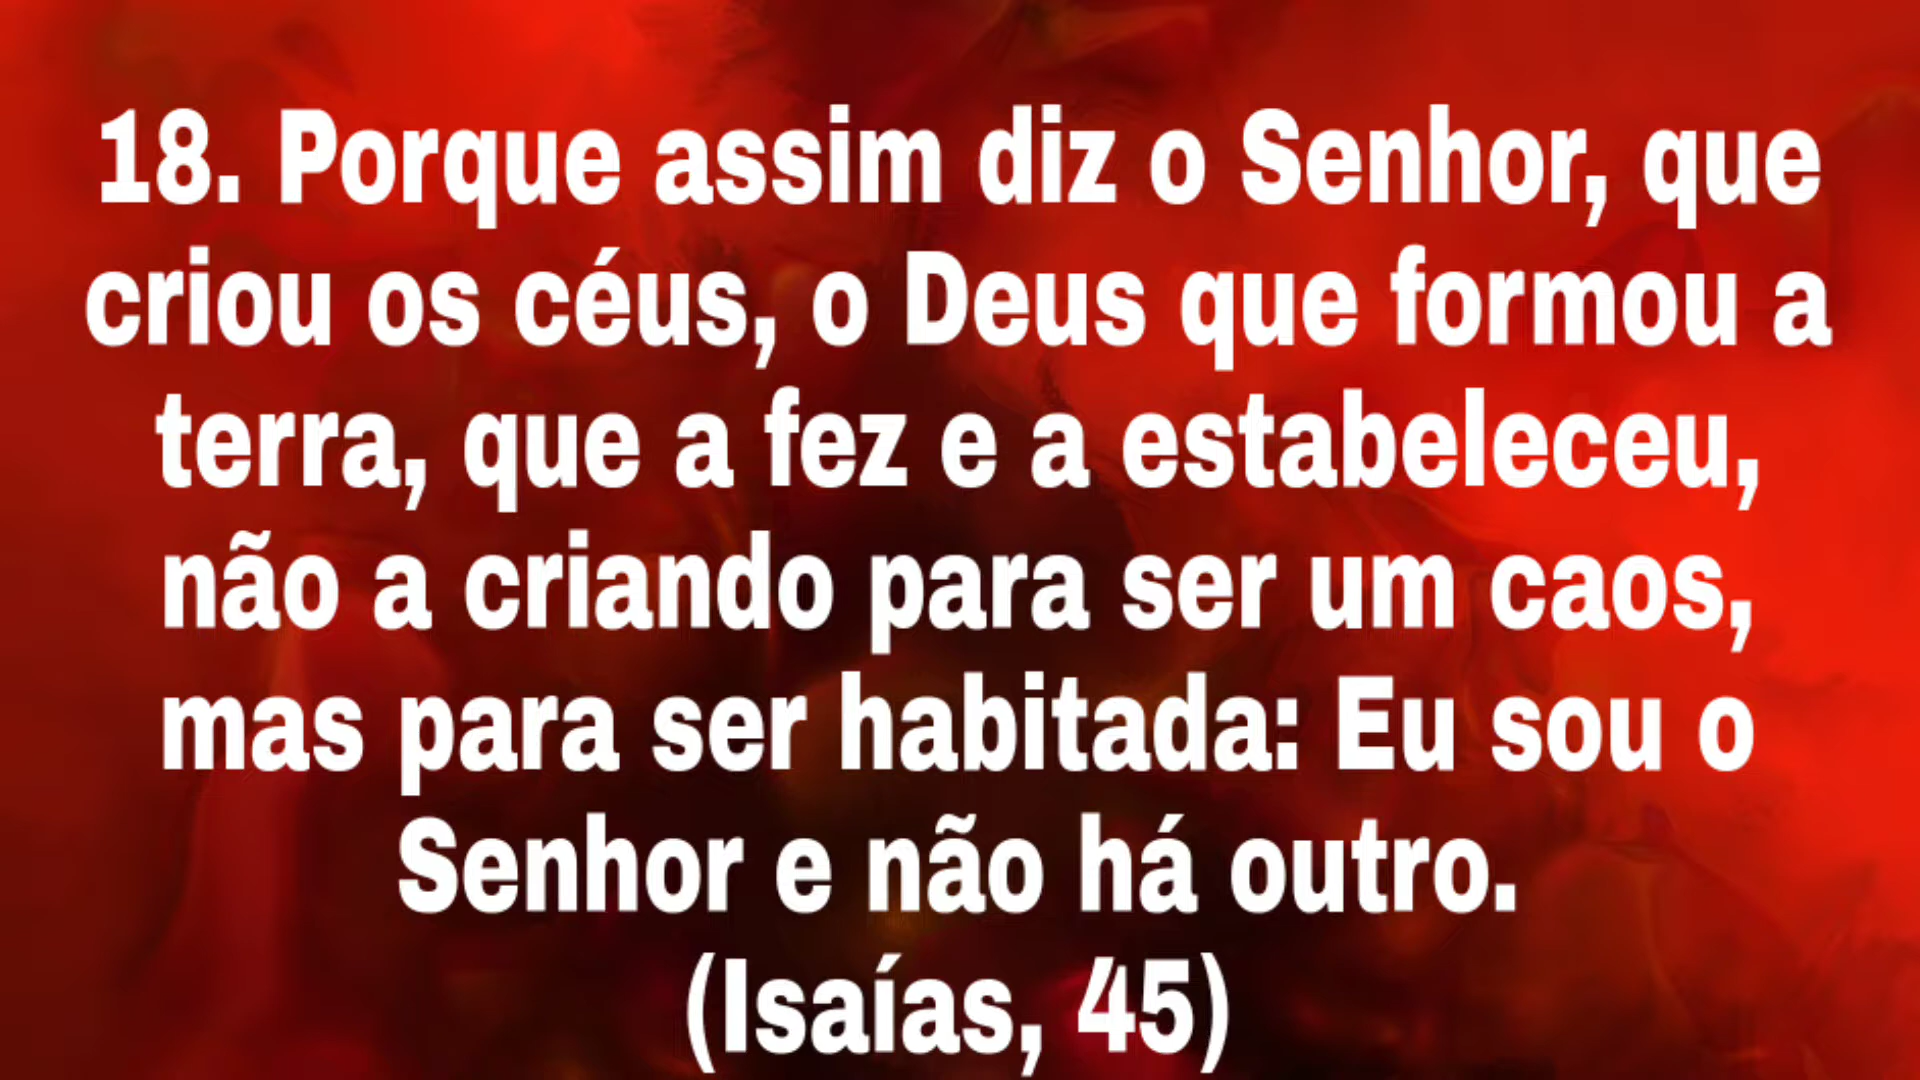 18. Porque assim diz o Senhor, que
criou os céus, o Deus que formou a
terra, que a fez e a estabeleceu,
não a criando para ser um caos,
mas para ser habitada: Eu sou o
Senhor e não há outro.
(Isaías, 45)